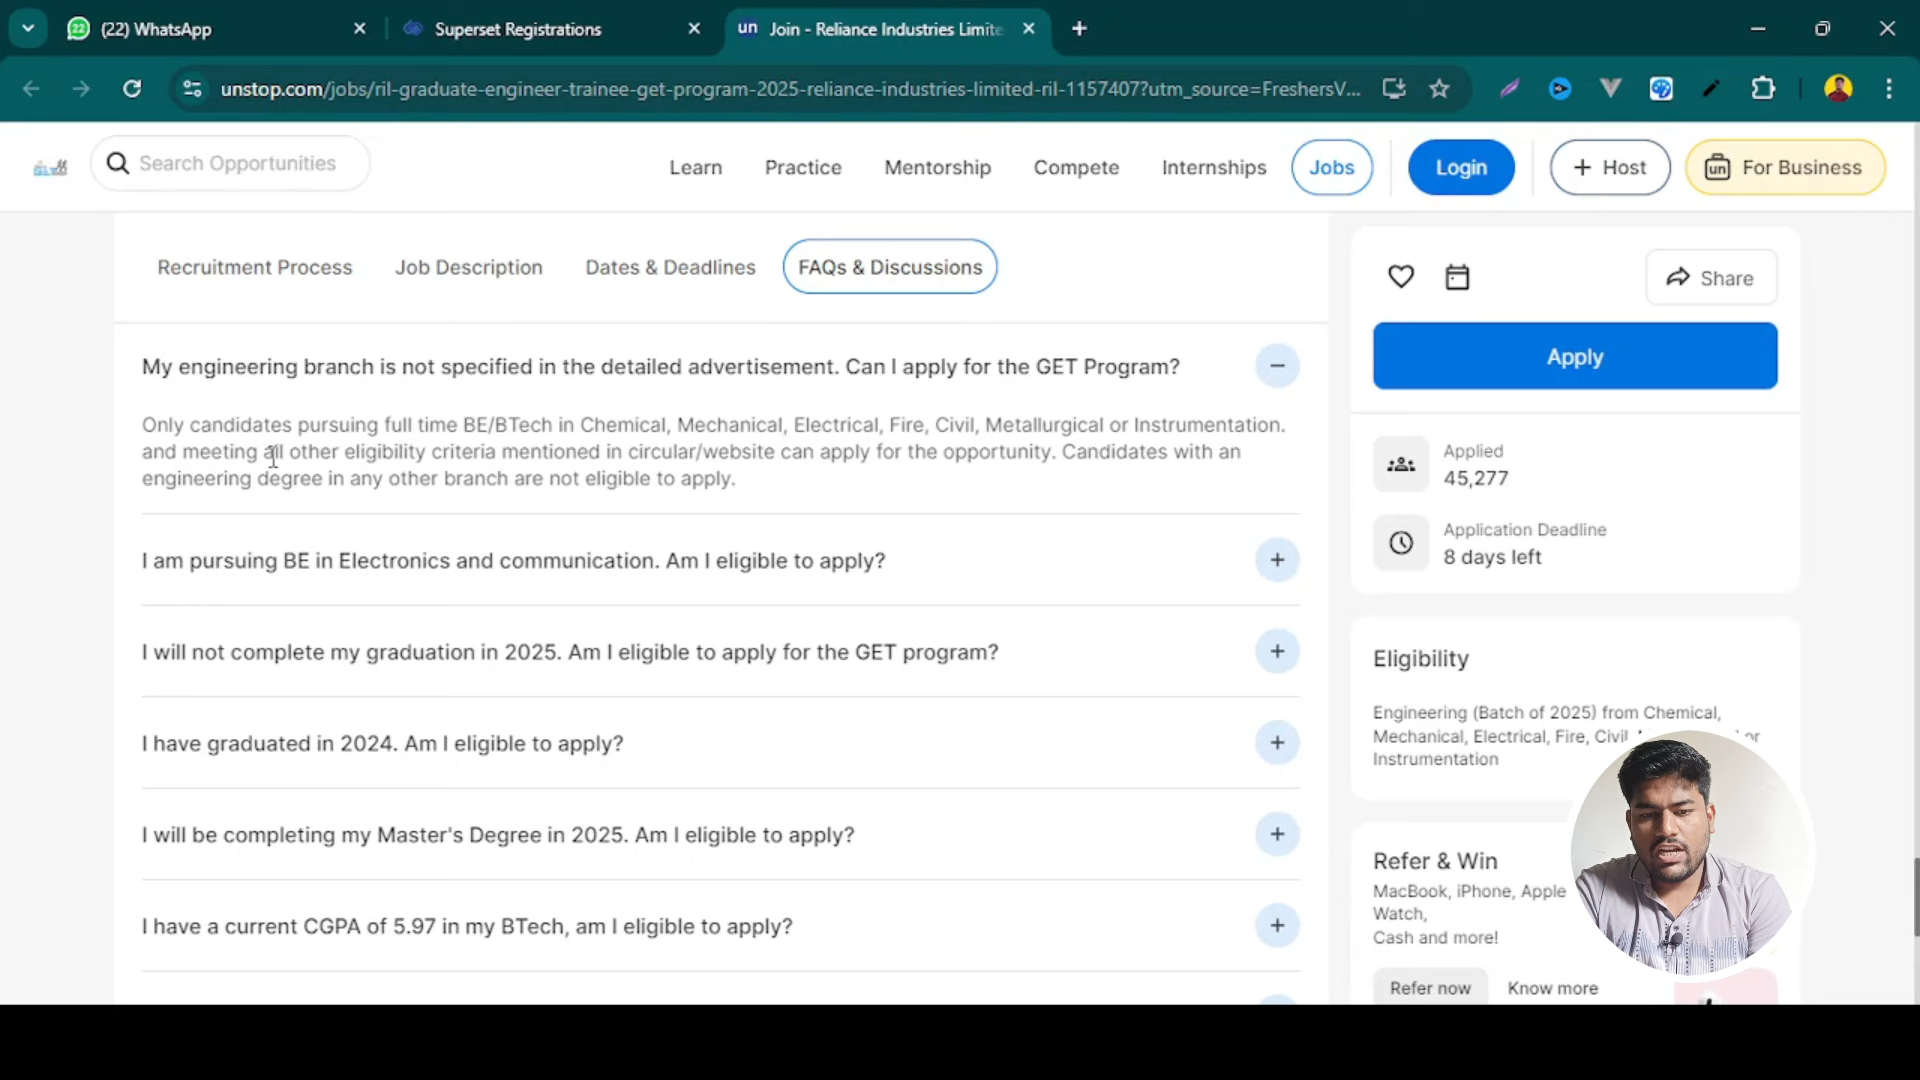 22
(22) WhatsApp
Superset Registrations
un Join - Reliance Industries Limite
unstop.com/jobs/ril-graduate-engineer-trainee-get-program-2025-reliance-industries-limited-ril-1157407?utm_source=FreshersV...
Search Opportunities
Learn
Practice
Mentorship
Compete
Internships
Jobs
Login
+ Host
un For Business
Recruitment Process
Job Description
Dates & Deadlines
FAQs & Discussions
Share
My engineering branch is not specified in the detailed advertisement. Can I apply for the GET Program?
Apply
Only candidates pursuing full time BE/BTech in Chemical, Mechanical, Electrical, Fire, Civil, Metallurgical or Instrumentation.
and meeting all other eligibility criteria mentioned in circular/website can apply for the opportunity. Candidates with an
engineering degree in any other branch are not eligible to apply.
Applied
45,277
Application Deadline
8 days left
I am pursuing BE in Electronics and communication. Am I eligible to apply?
I will not complete my graduation in 2025. Am I eligible to apply for the GET program?
I have graduated in 2024. Am I eligible to apply?
I will be completing my Master's Degree in 2025. Am I eligible to apply?
I have a current CGPA of 5.97 in my BTech, am I eligible to apply?
Eligibility
Engineering (Batch of 2025) from Chemical,
Mechanical, Electrical, Fire, Civil, or
Instrumentation
Refer & Win
MacBook, iPhone, Apple
Watch,
Cash and more!
Refer now
Know more